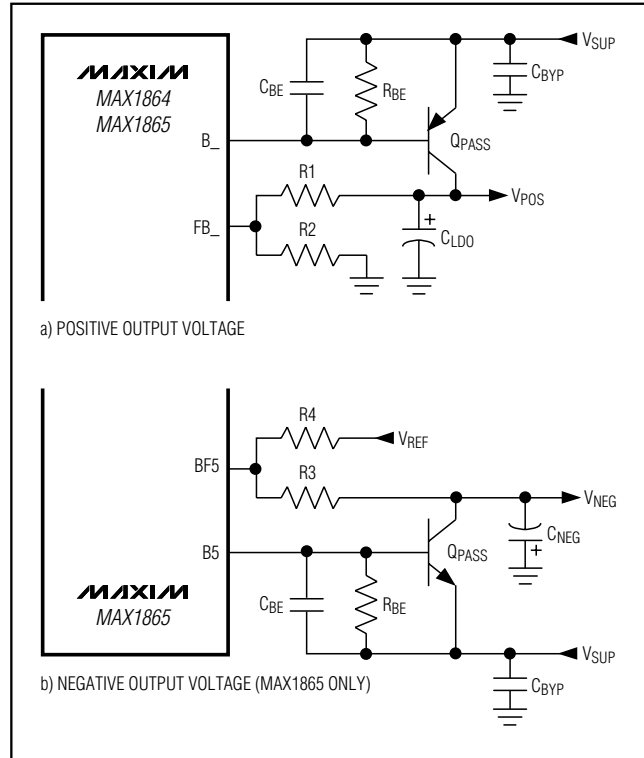 MAXIM
MAX1864
MAX1865
B_
FB_
CBE
RBE
QPASS
VSUP
CBYP
R1
R2
VPOS
+
CLDO
a) POSITIVE OUTPUT VOLTAGE
R4
VREF
BF5
R3
VNEG
CNEG
+
B5
QPASS
CBE
RBE
MAXIM
MAX1865
VSUP
CBYP
b) NEGATIVE OUTPUT VOLTAGE (MAX1865 ONLY)